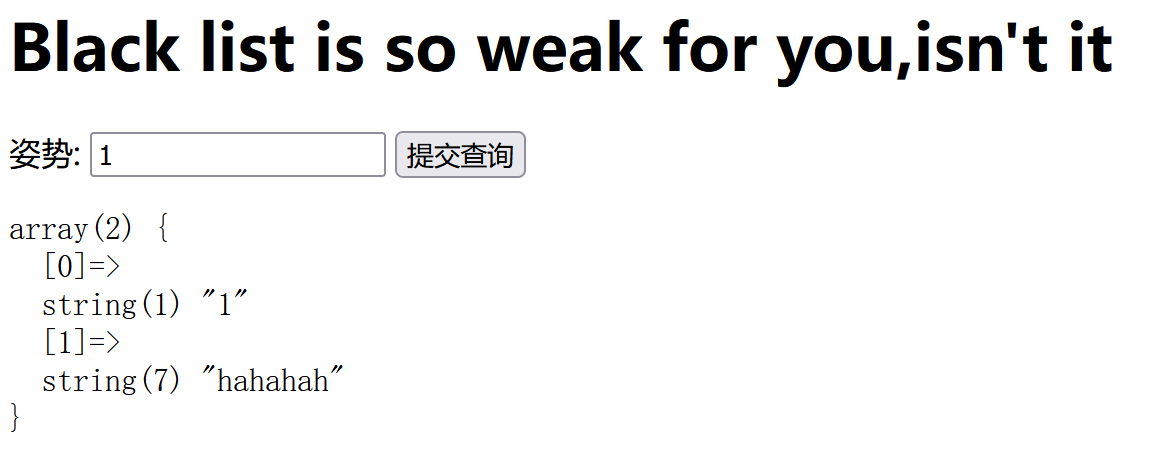 Black list is so weak for you,isn't it
姿势: 1 提交查询
array(2) {
  [0]=>
  string(1) "1"
  [1]=>
  string(7) "hahahah"
}